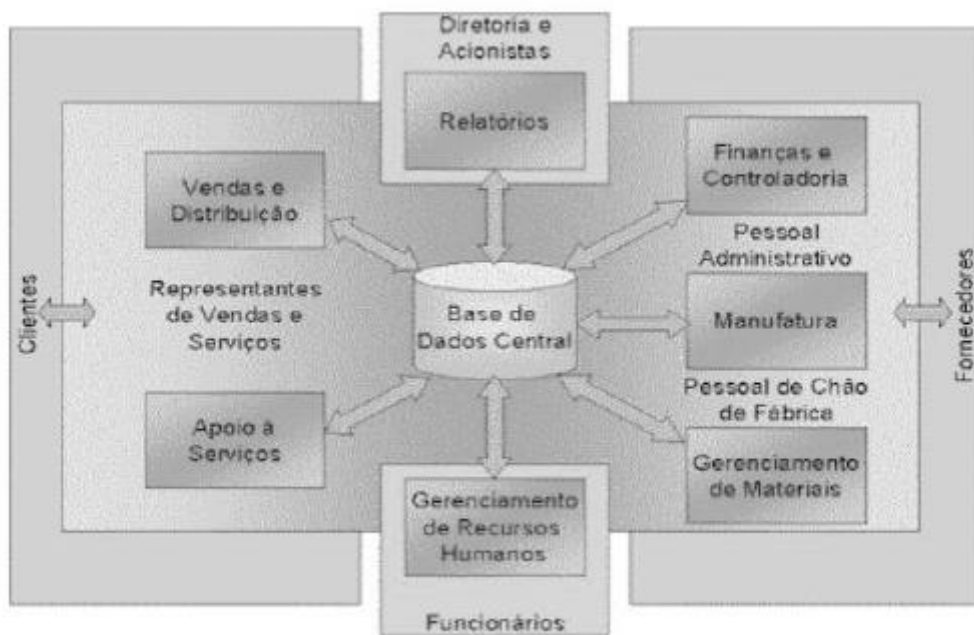 Diretoria e
Acionistas
Relatórios
Vendas e
Distribuição
Finanças e
Controladoria
Pessoal
Administrativo
Clientes
Representantes
de Vendas e
Serviços
Base de
Dados Central
Manufatura
Fornecedores
Pessoal de Chão
de Fábrica
Apoio à
Serviços
Gerenciamento
de Materiais
Gerenciamento
de Recursos
Humanos
Funcionários